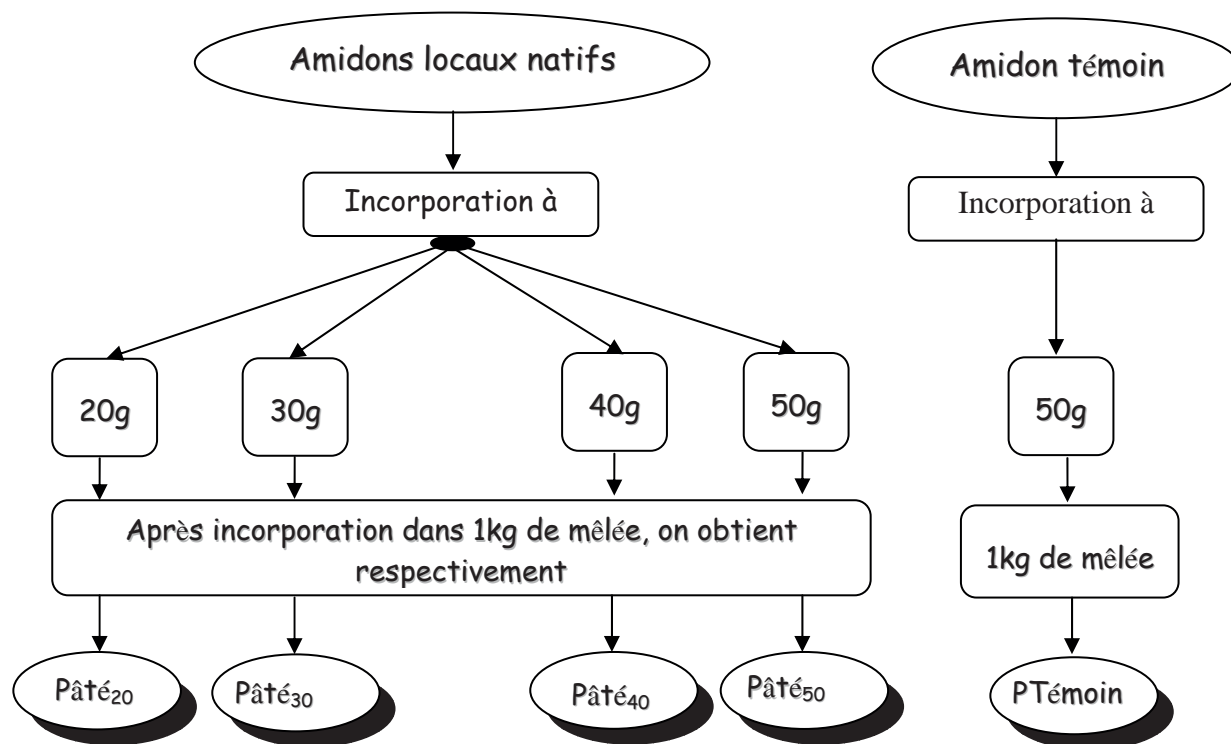 Amidons locaux natifs
Amidon témoin
Incorporation à
Incorporation à
20g
30g
40g
50g
50g
Après incorporation dans 1kg de mêlée, on obtient
respectivement
1kg de mêlée
Pâté20
Pâté30
Pâté40
Pâté50
PTémoin